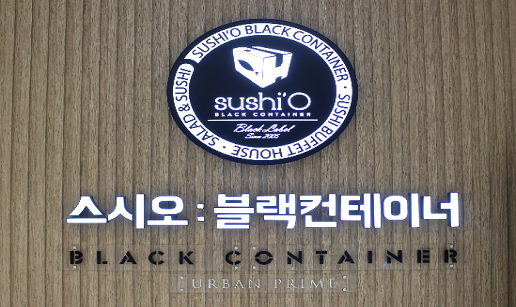 SUSHI'O BLACK CONTAINER · SUSHI BUFFET HOUSE · SALAD & SUSHI
sushi'O
BLACK CONTAINER
Black Label
Since 2005
스시오 : 블랙컨테이너
BLACK CONTAINER
[URBAN PRIME]